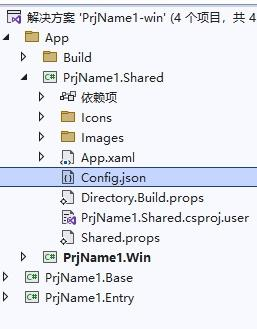 解决方案 'PrjName1-win' (4 个项目，共 4
App
Build
PrjName1.Shared
依赖项
Icons
Images
App.xaml
Config.json
Directory.Build.props
PrjName1.Shared.csproj.user
Shared.props
PrjName1.Win
PrjName1.Base
PrjName1.Entry